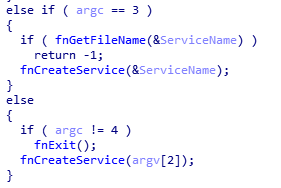 else if ( argc == 3 )
{
if ( fnGetFileName(&ServiceName) )
return -1;
fnCreateService(&ServiceName);
}
else
{
if ( argc != 4 )
fnExit();
fnCreateService(argv[2]);
}